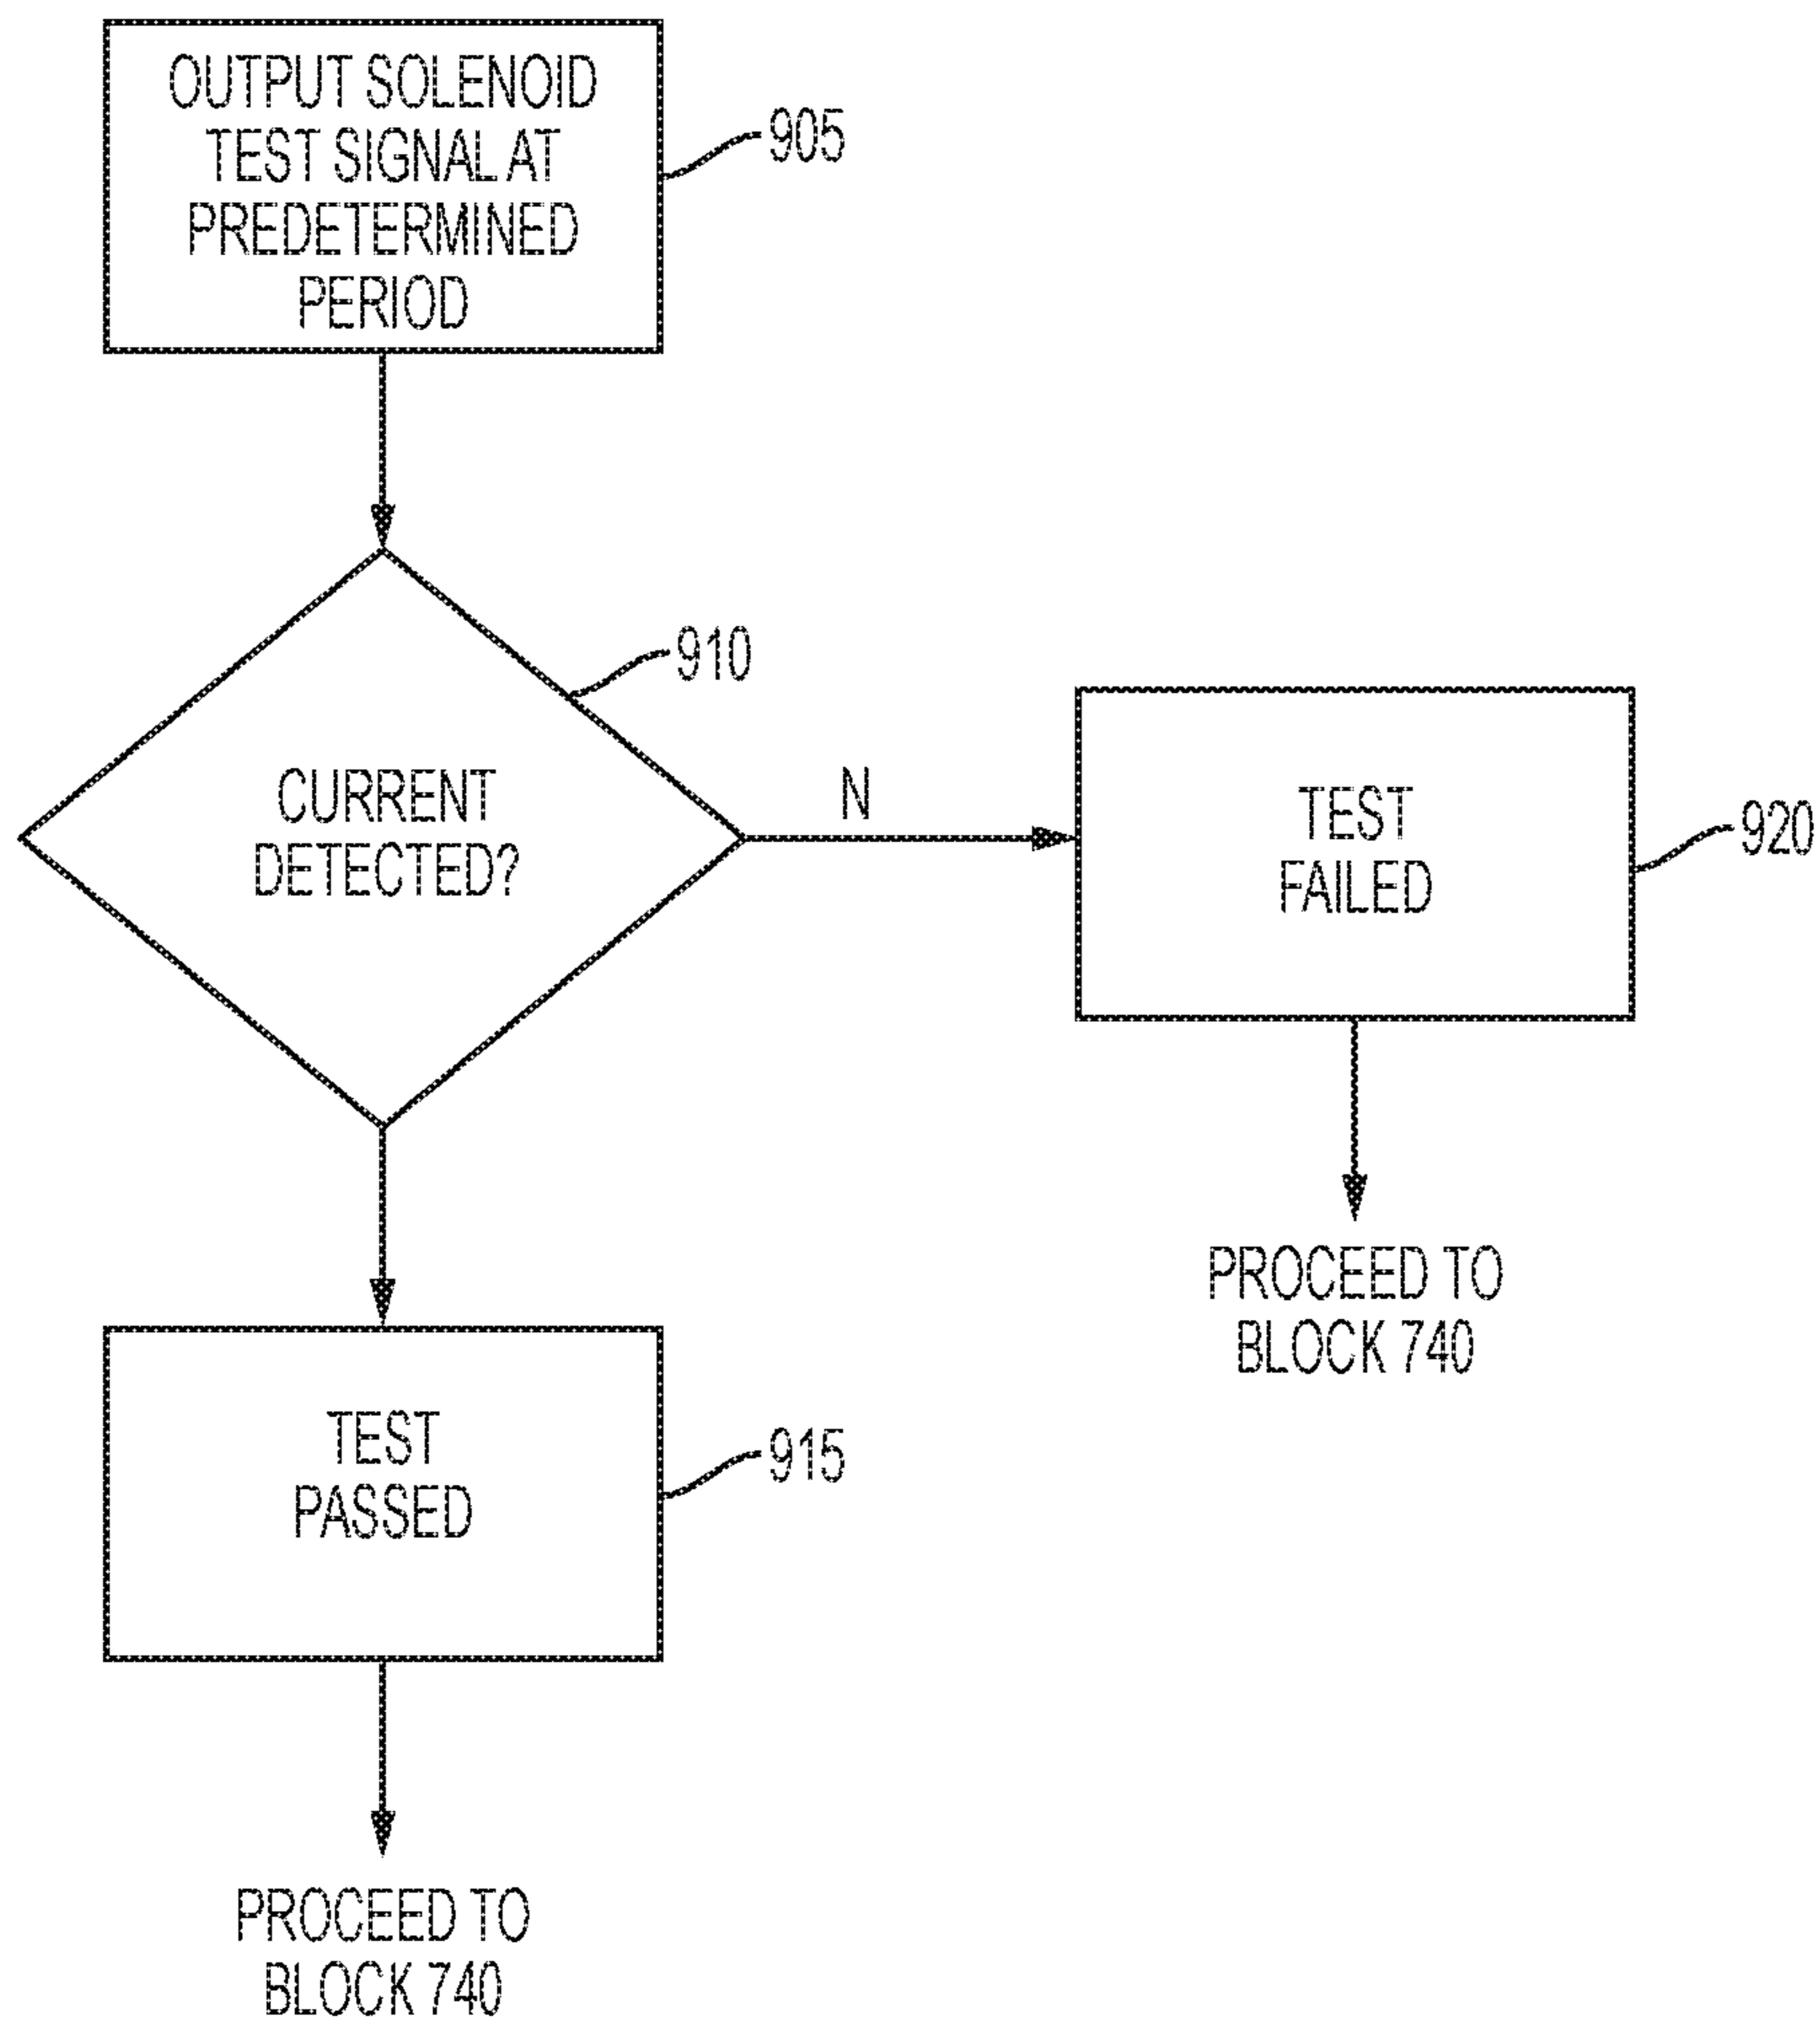 OUTPUT SOLENOID
TEST SIGNAL AT
PREDETERMINED
PERIOD
905
910
CURRENT
DETECTED?
N
TEST
FAILED
920
PROCEED TO
BLOCK 740
TEST
PASSED
915
PROCEED TO
BLOCK 740